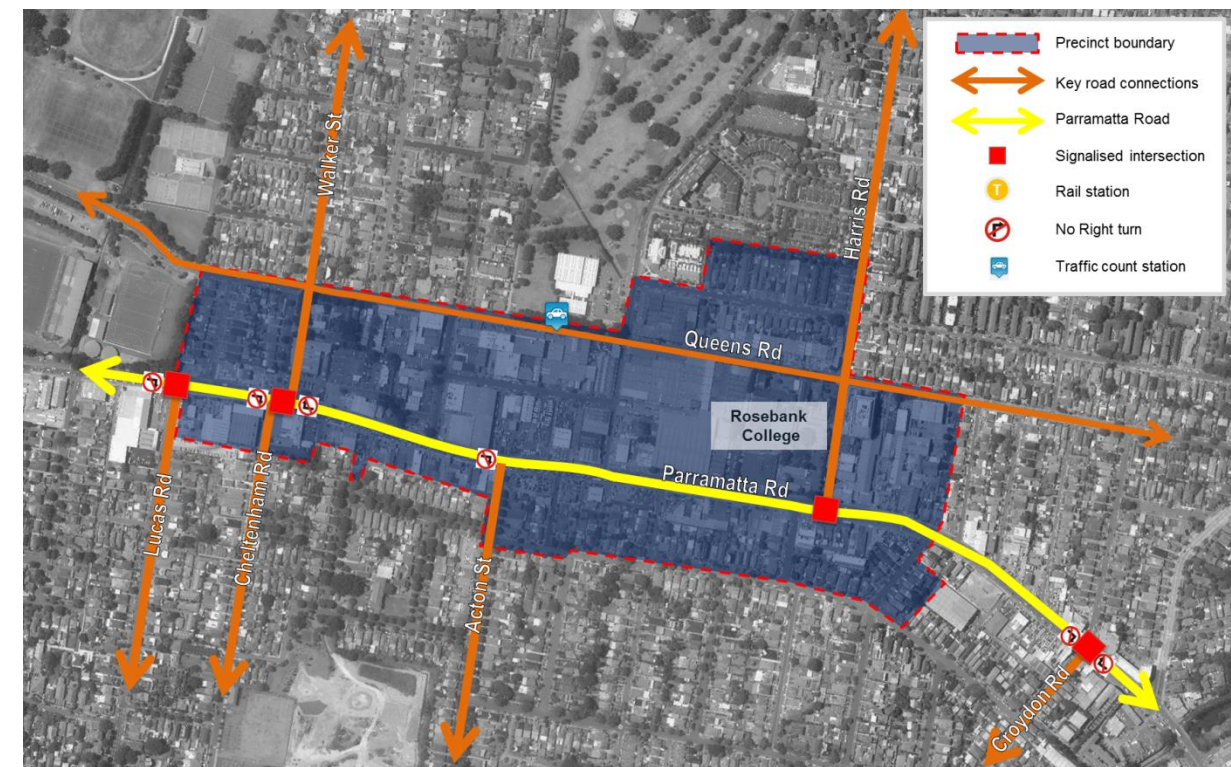 Precinct boundary
Key road connections
Parramatta Road
Signalised intersection
T
Rail station
No Right turn
Traffic count station
Walker St
Harris Rd
Queens Rd
Rosebank
College
Parramatta Rd
Lucas Rd
Cheltenham Rd
Acton St
Croydon Rd